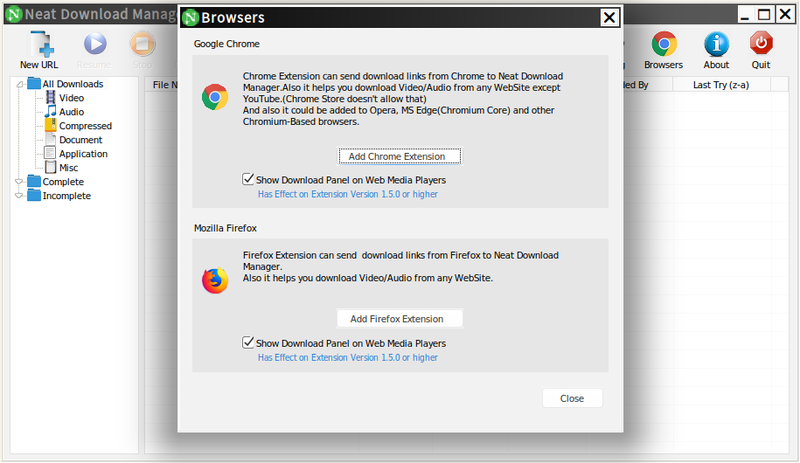 Neat Download Manag
Browsers
New URL
Resume
Stop
Browsers
About
Quit
All Downloads
Video
Audio
Compressed
Document
Application
Misc
Complete
Incomplete
File N
ed By
Last Try (z-a)
Google Chrome
Chrome Extension can send download links from Chrome to Neat Download
Manager.Also it helps you download Video/Audio from any WebSite except
YouTube.(Chrome Store doesn't allow that)
And also it could be added to Opera, MS Edge(Chromium Core) and other
Chromium-Based browsers.
Add Chrome Extension
Show Download Panel on Web Media Players
Has Effect on Extension Version 1.5.0 or higher
Mozilla Firefox
Firefox Extension can send  download links from Firefox to Neat Download
Manager.
Also it helps you download Video/Audio from any WebSite.
Add Firefox Extension
Show Download Panel on Web Media Players
Has Effect on Extension Version 1.5.0 or higher
Close